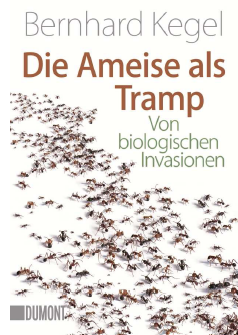 Bernhard Kegel
Die Ameise als
Tramp
Von
biologischen
Invasionen
DUMONT